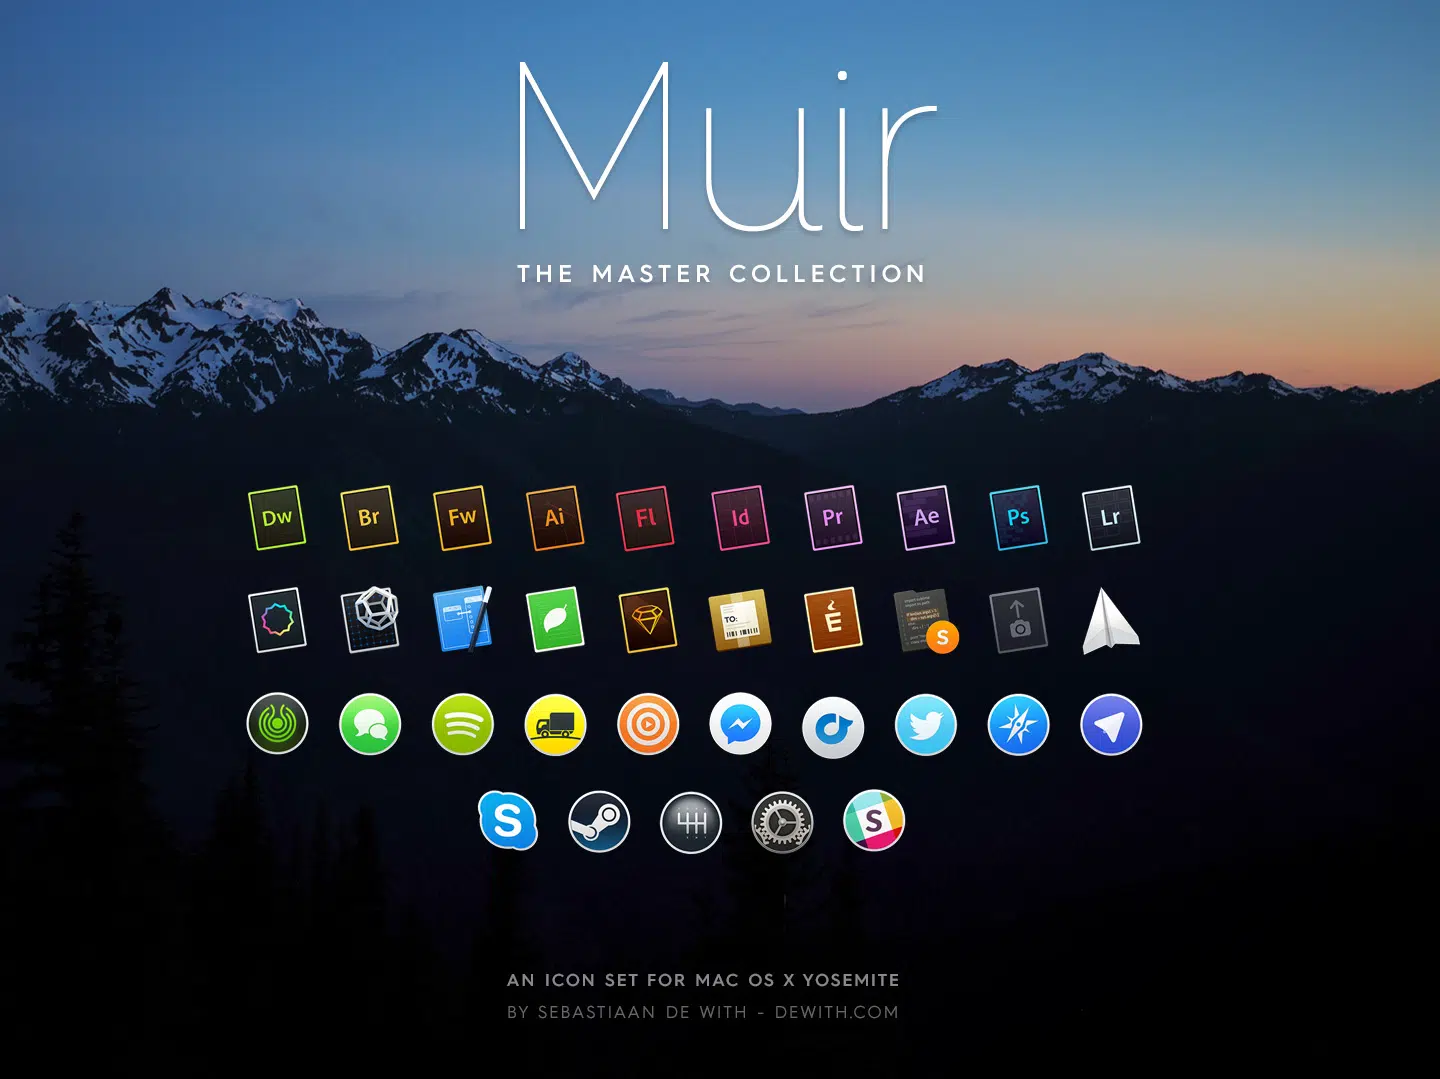 Muir
THE MASTER COLLECTION
Dw Br Fw Ai Fl Id Pr Ae Ps Lr
TO: É S
S S
AN ICON SET FOR MAC OS X YOSEMITE
BY SEBASTIAAN DE WITH - DEWITH.COM